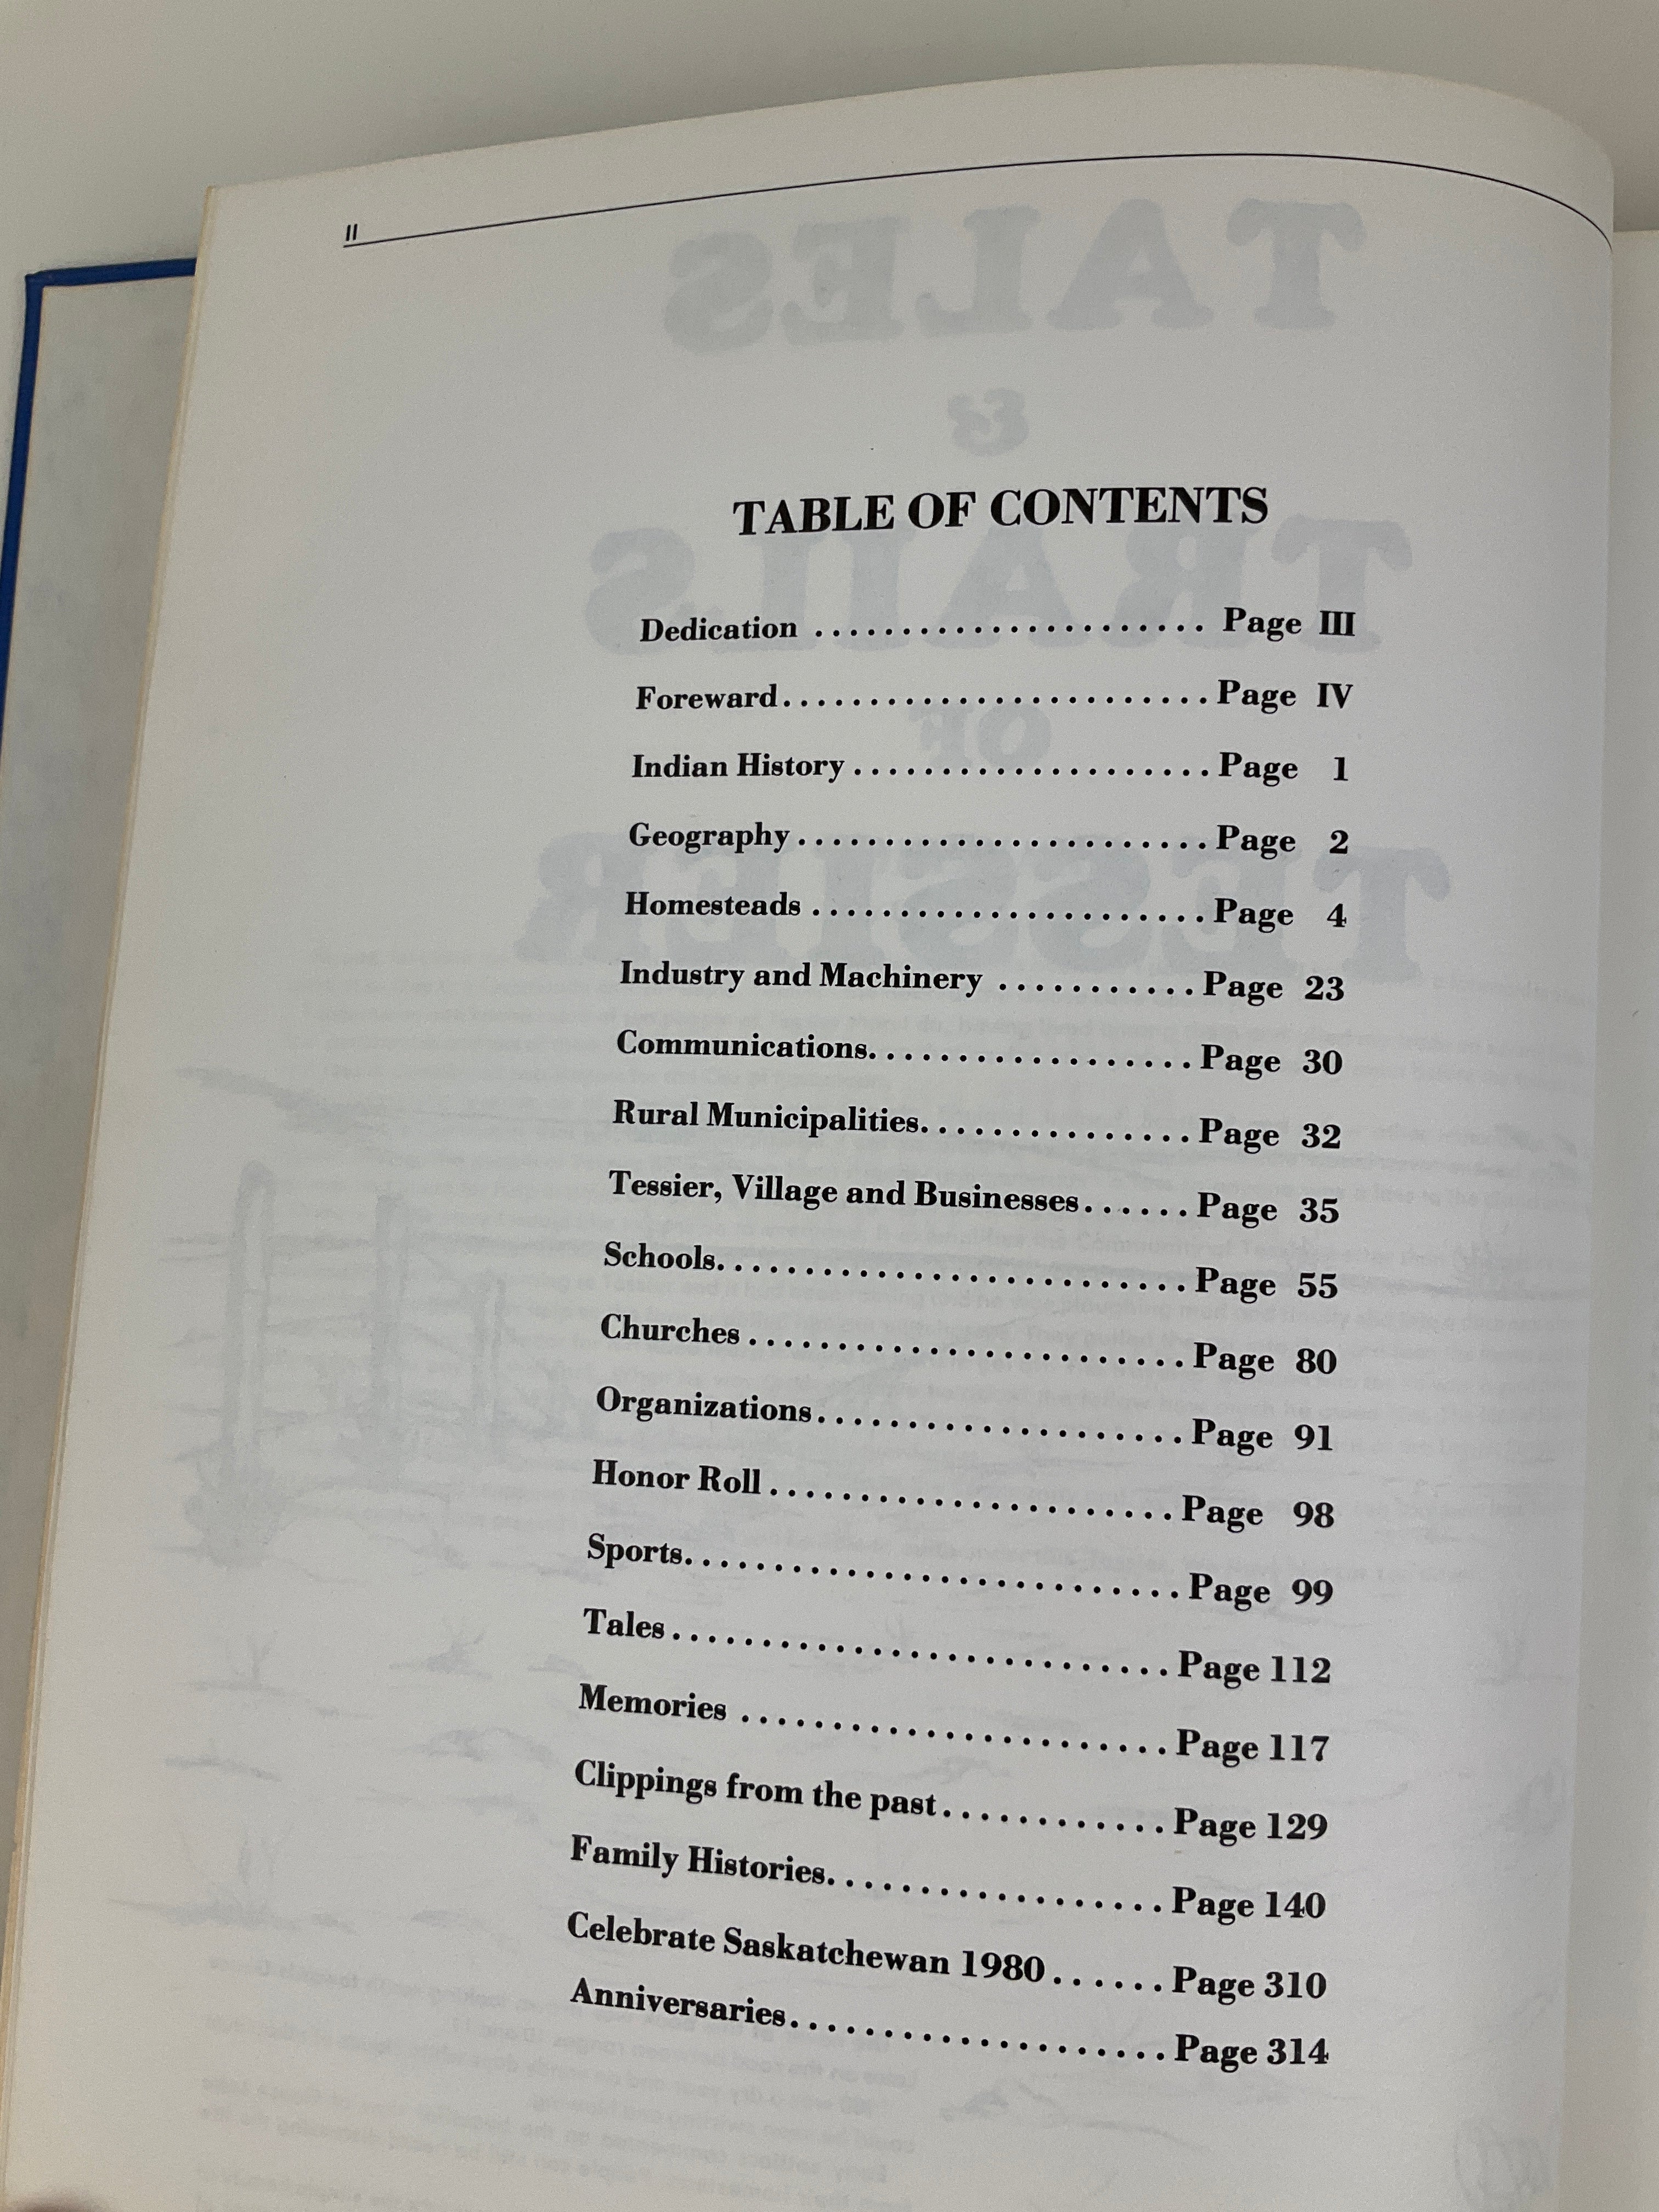 II
TALES
&
TRAILS
OF
TESSIER
TABLE OF CONTENTS
Dedication ...................... Page III
Foreward........................ Page IV
Indian History.................... Page 1
Geography....................... Page 2
Homesteads ...................... Page 4
Industry and Machinery ........... Page 23
Communications.................. Page 30
Rural Municipalities............... Page 32
Tessier, Village and Businesses...... Page 35
Schools.......................... Page 55
Churches........................ Page 80
Organizations.................... Page 91
Honor Roll...................... Page 98
Sports........................... Page 99
Tales............................ Page 112
Memories ....................... Page 117
Clippings from the past............ Page 129
Family Histories.................. Page 140
Celebrate Saskatchewan 1980...... Page 310
Anniversaries..................... Page 314